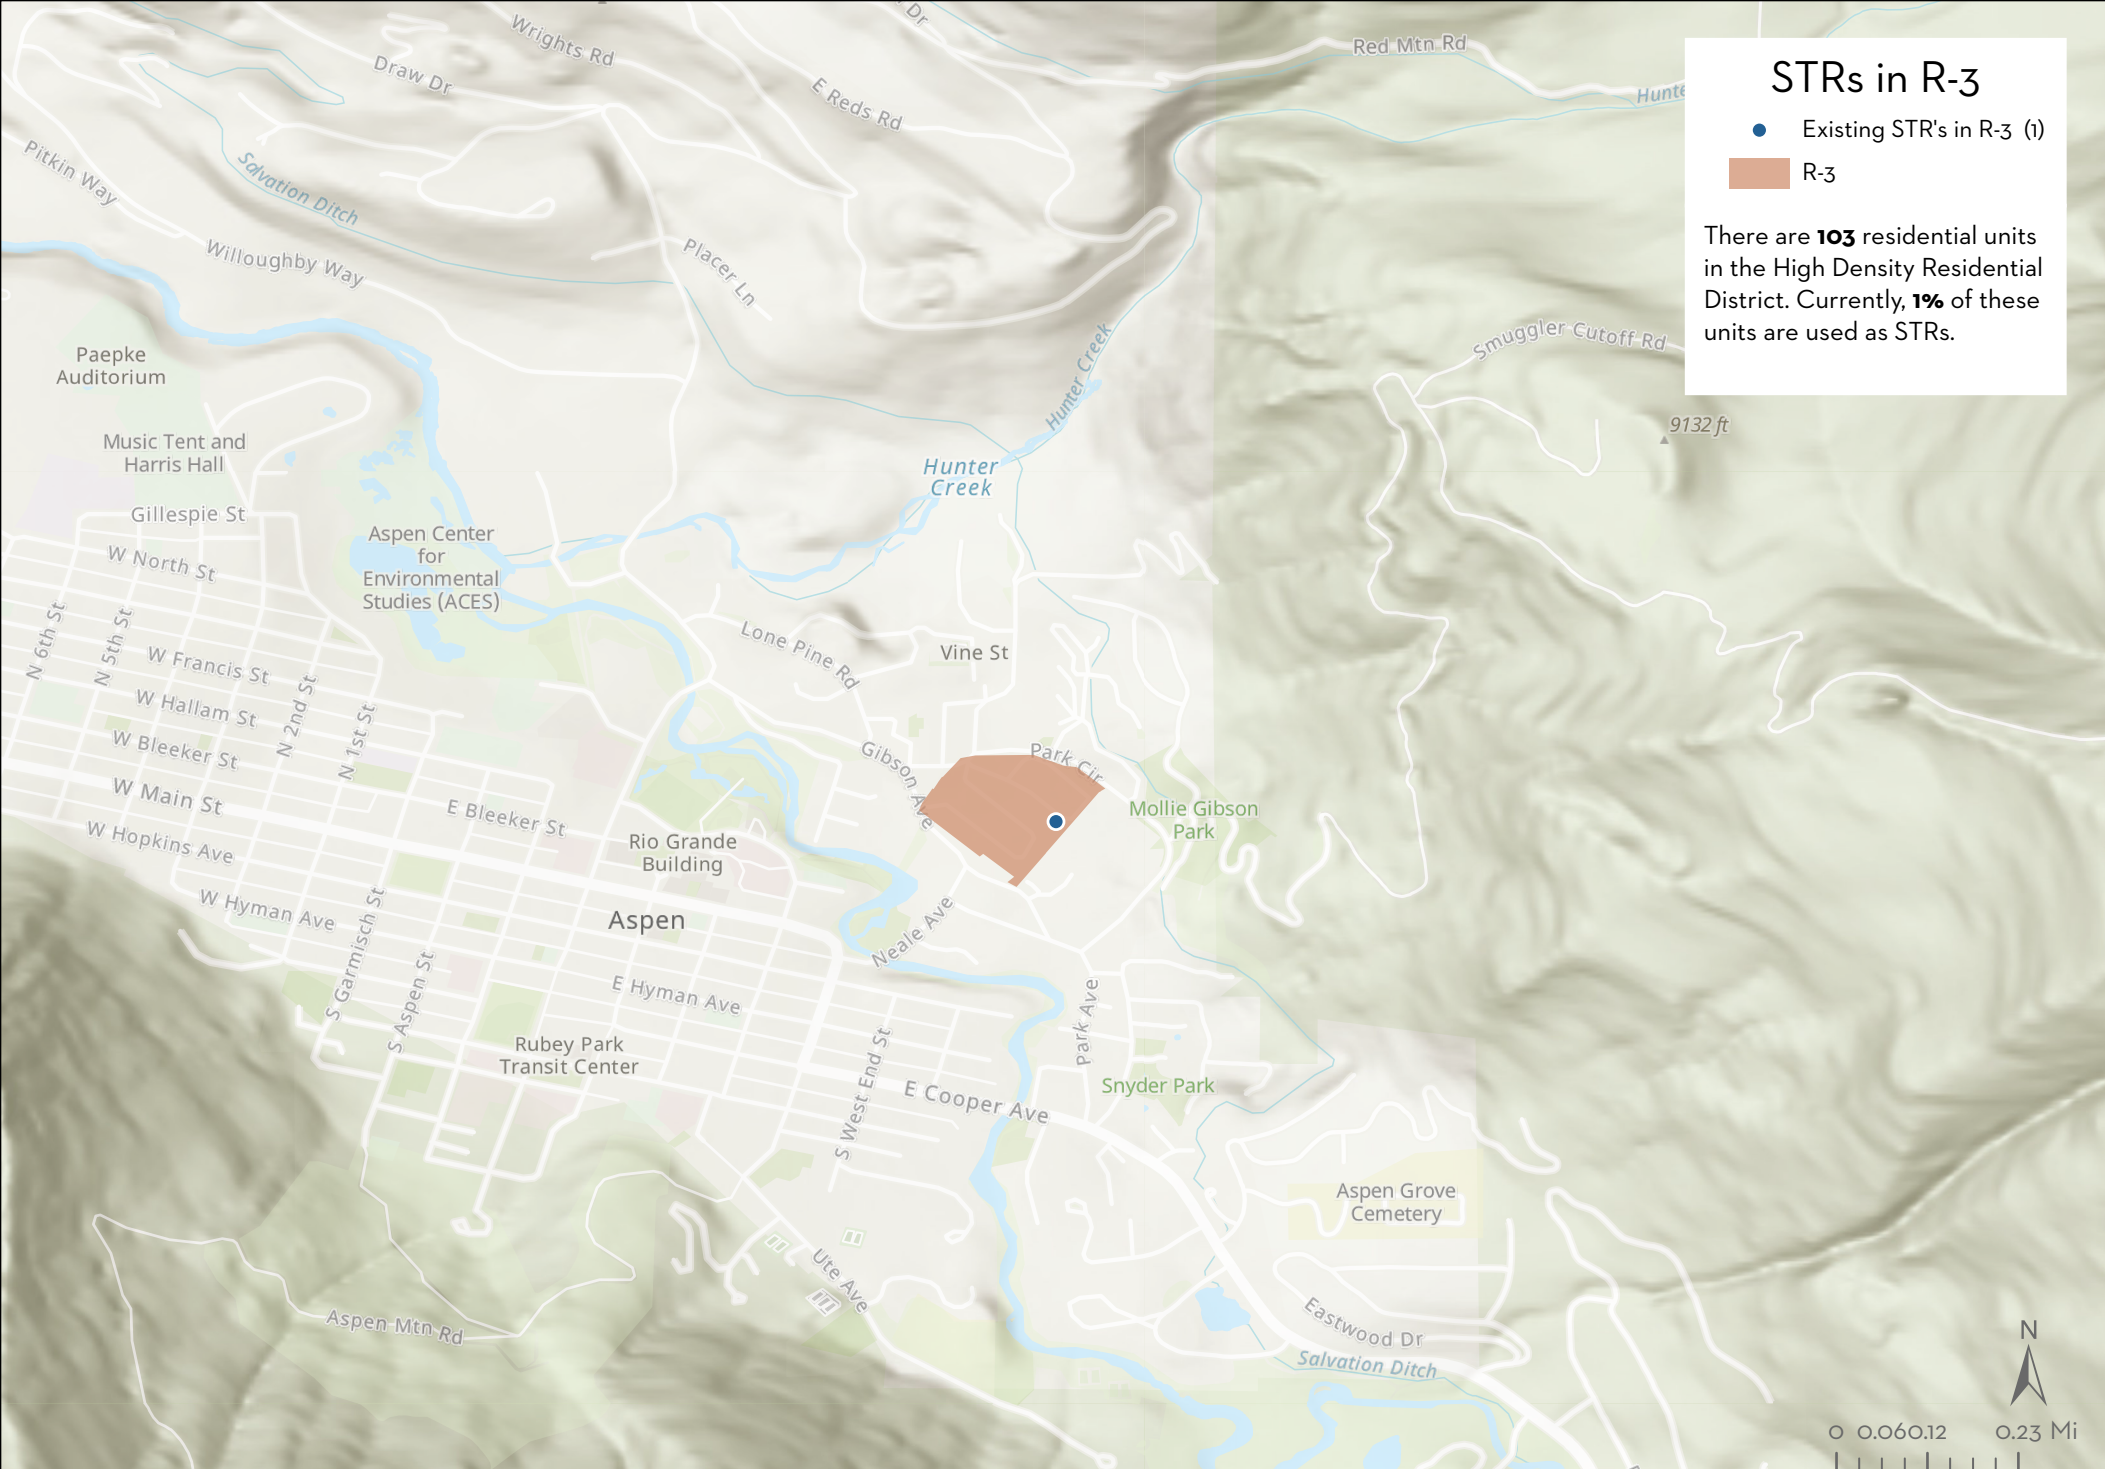 STRs in R-3
Existing STR's in R-3 (1)
R-3
There are 103 residential units
in the High Density Residential
District. Currently, 1% of these
units are used as STRs.
Wrights Rd
Draw Dr
Dr
E Reds Rd
Red Mtn Rd
Hunte
Pitkin Way
Salvation Ditch
Willoughby Way
Placer Ln
Hunter Creek
Smuggler Cutoff Rd
9132 ft
Paepke
Auditorium
Music Tent and
Harris Hall
Hunter
Creek
Gillespie St
Aspen Center
for
Environmental
Studies (ACES)
W North St
N 6th St
N 5th St
W Francis St
W Hallam St
N 2nd St
N 1st St
W Bleeker St
W Main St
W Hopkins Ave
W Hyman Ave
Lone Pine Rd
Vine St
Gibson Ave
Park Cir
Mollie Gibson
Park
E Bleeker St
Rio Grande
Building
Aspen
Neale Ave
S Garmisch St
S Aspen St
E Hyman Ave
Rubey Park
Transit Center
S West End St
E Cooper Ave
Park Ave
Snyder Park
Aspen Grove
Cemetery
Ute Ave
Aspen Mtn Rd
Eastwood Dr
Salvation Ditch
N
0 0.06 0.12 0.23 Mi